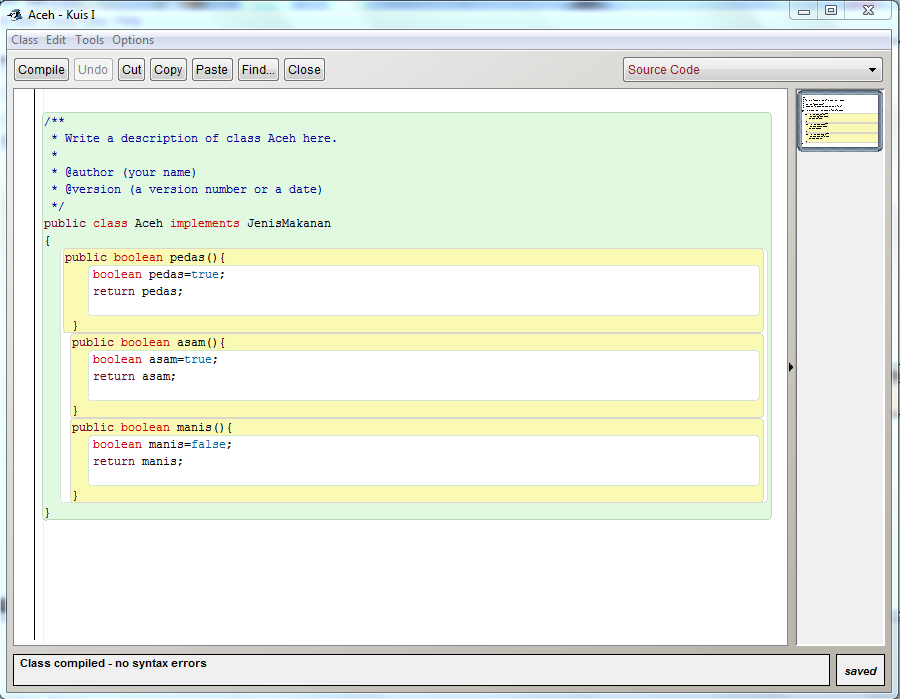 Aceh - Kuis I
Class Edit Tools Options
Compile Undo Cut Copy Paste Find... Close Source Code
/**
 * Write a description of class Aceh here.
 *
 * @author (your name)
 * @version (a version number or a date)
 */
public class Aceh implements JenisMakanan
{
public boolean pedas(){
boolean pedas=true;
return pedas;
}
public boolean asam(){
boolean asam=true;
return asam;
}
public boolean manis(){
boolean manis=false;
return manis;
}
}
Class compiled - no syntax errors
saved